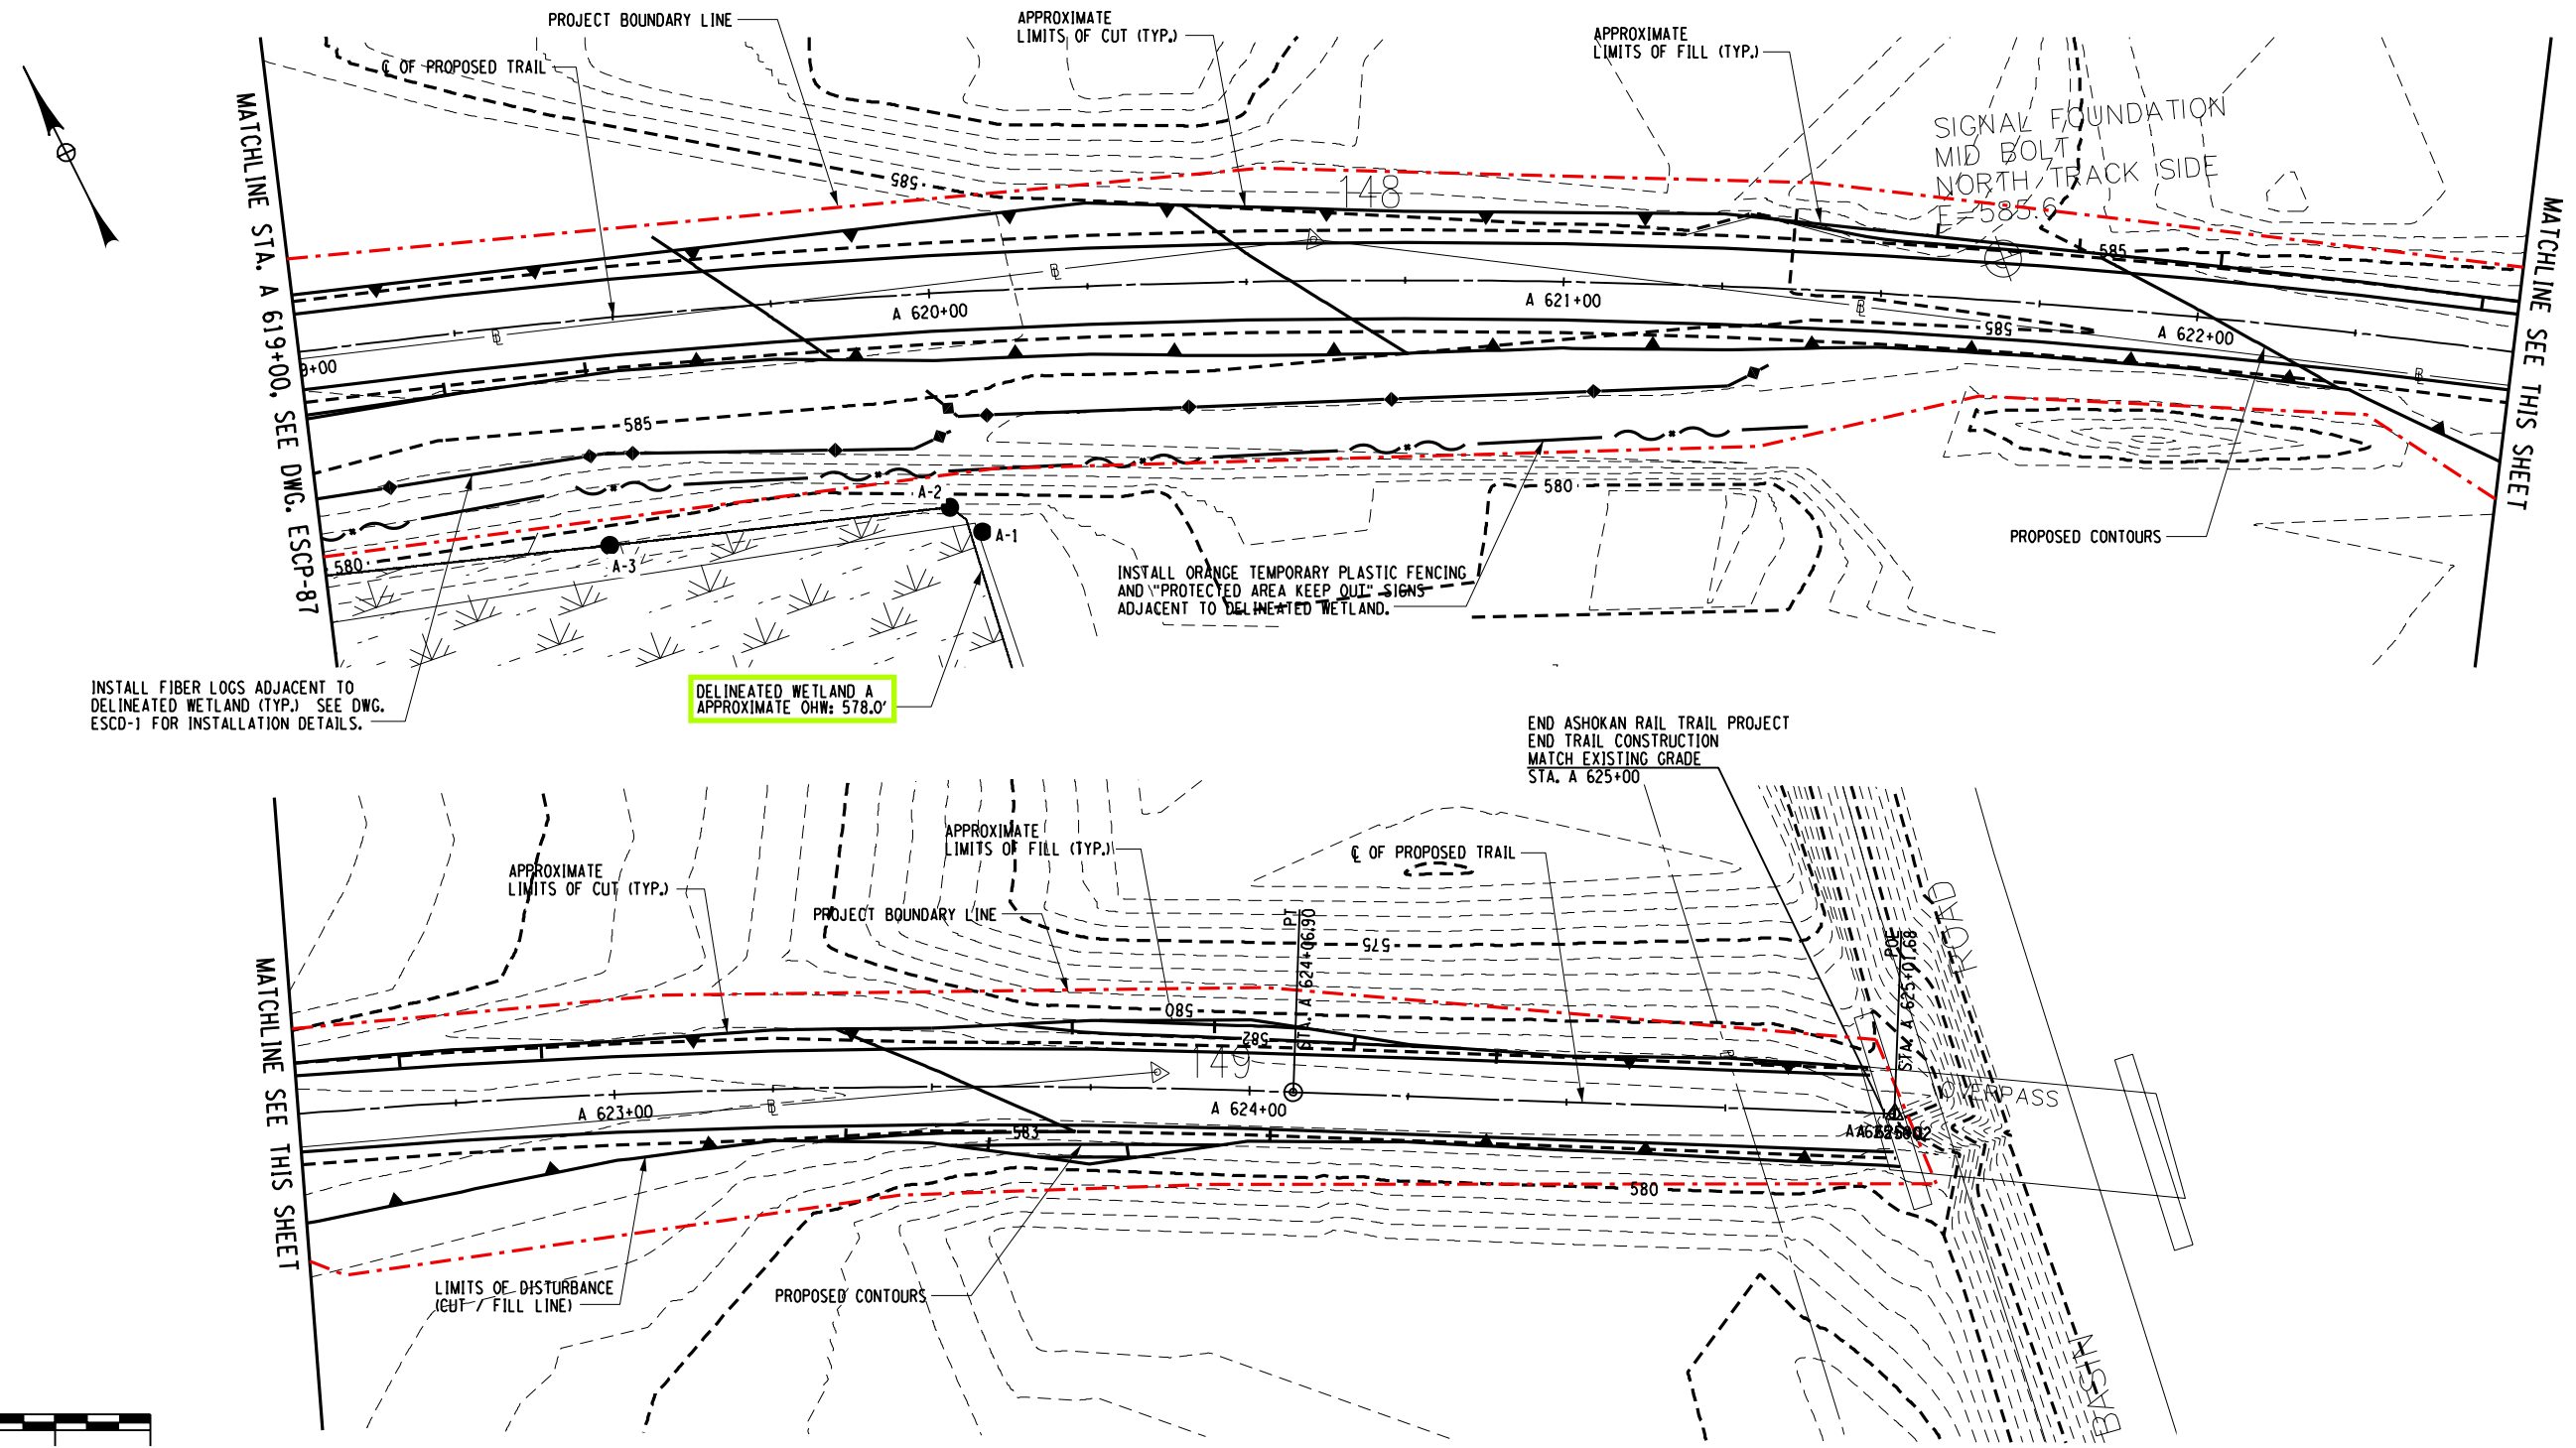 PROJECT BOUNDARY LINE
APPROXIMATE
LIMITS OF CUT (TYP.)
APPROXIMATE
LIMITS OF FILL (TYP.)
℄ OF PROPOSED TRAIL
MATCHLINE STA. A 619+00, SEE DWG. ESCP-87
SIGNAL FOUNDATION
MID BOLT
NORTH TRACK SIDE
E=585.6
148
585
585
MATCHLINE SEE THIS SHEET
A 620+00
A 621+00
585
A 622+00
9+00
585
A-2
A-1
A-3
580
580
PROPOSED CONTOURS
INSTALL ORANGE TEMPORARY PLASTIC FENCING
AND "PROTECTED AREA KEEP OUT" SIGNS
ADJACENT TO DELINEATED WETLAND.
INSTALL FIBER LOGS ADJACENT TO
DELINEATED WETLAND (TYP.) SEE DWG.
ESCD-1 FOR INSTALLATION DETAILS.
DELINEATED WETLAND A
APPROXIMATE OHW: 578.0'
END ASHOKAN RAIL TRAIL PROJECT
END TRAIL CONSTRUCTION
MATCH EXISTING GRADE
STA. A 625+00
APPROXIMATE
LIMITS OF FILL (TYP.)
℄ OF PROPOSED TRAIL
APPROXIMATE
LIMITS OF CUT (TYP.)
PROJECT BOUNDARY LINE
PT
STA. A 624+06.90
575
ROAD
POE
STA. A 625+01.68
MATCHLINE SEE THIS SHEET
580
582
149
A 623+00
A 624+00
OVERPASS
583
580
LIMITS OF DISTURBANCE
(CUT / FILL LINE)
PROPOSED CONTOURS
BASIN